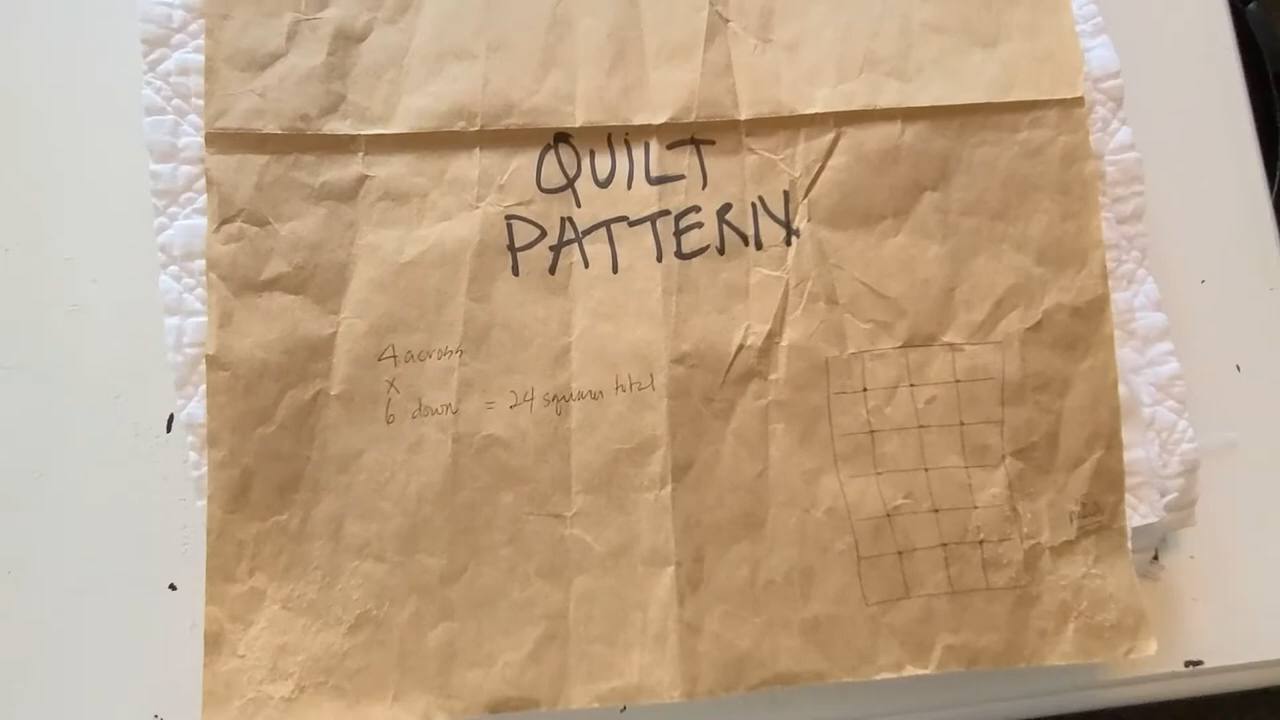 QUILT
PATTERN
4 across
x
6 down = 24 squares total